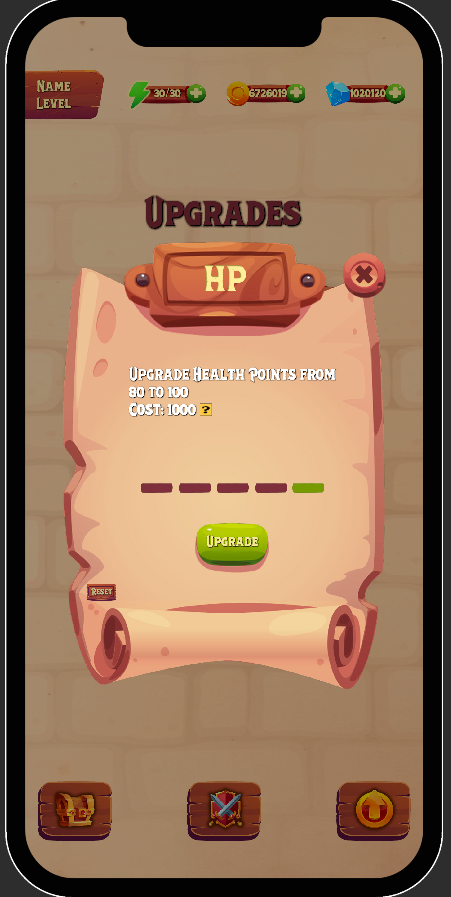 Name
Level
30/30
6726019
1020120
Upgrades
HP
Upgrade Health Points from
80 to 100
Cost: 1000 ?
Upgrade
Reset